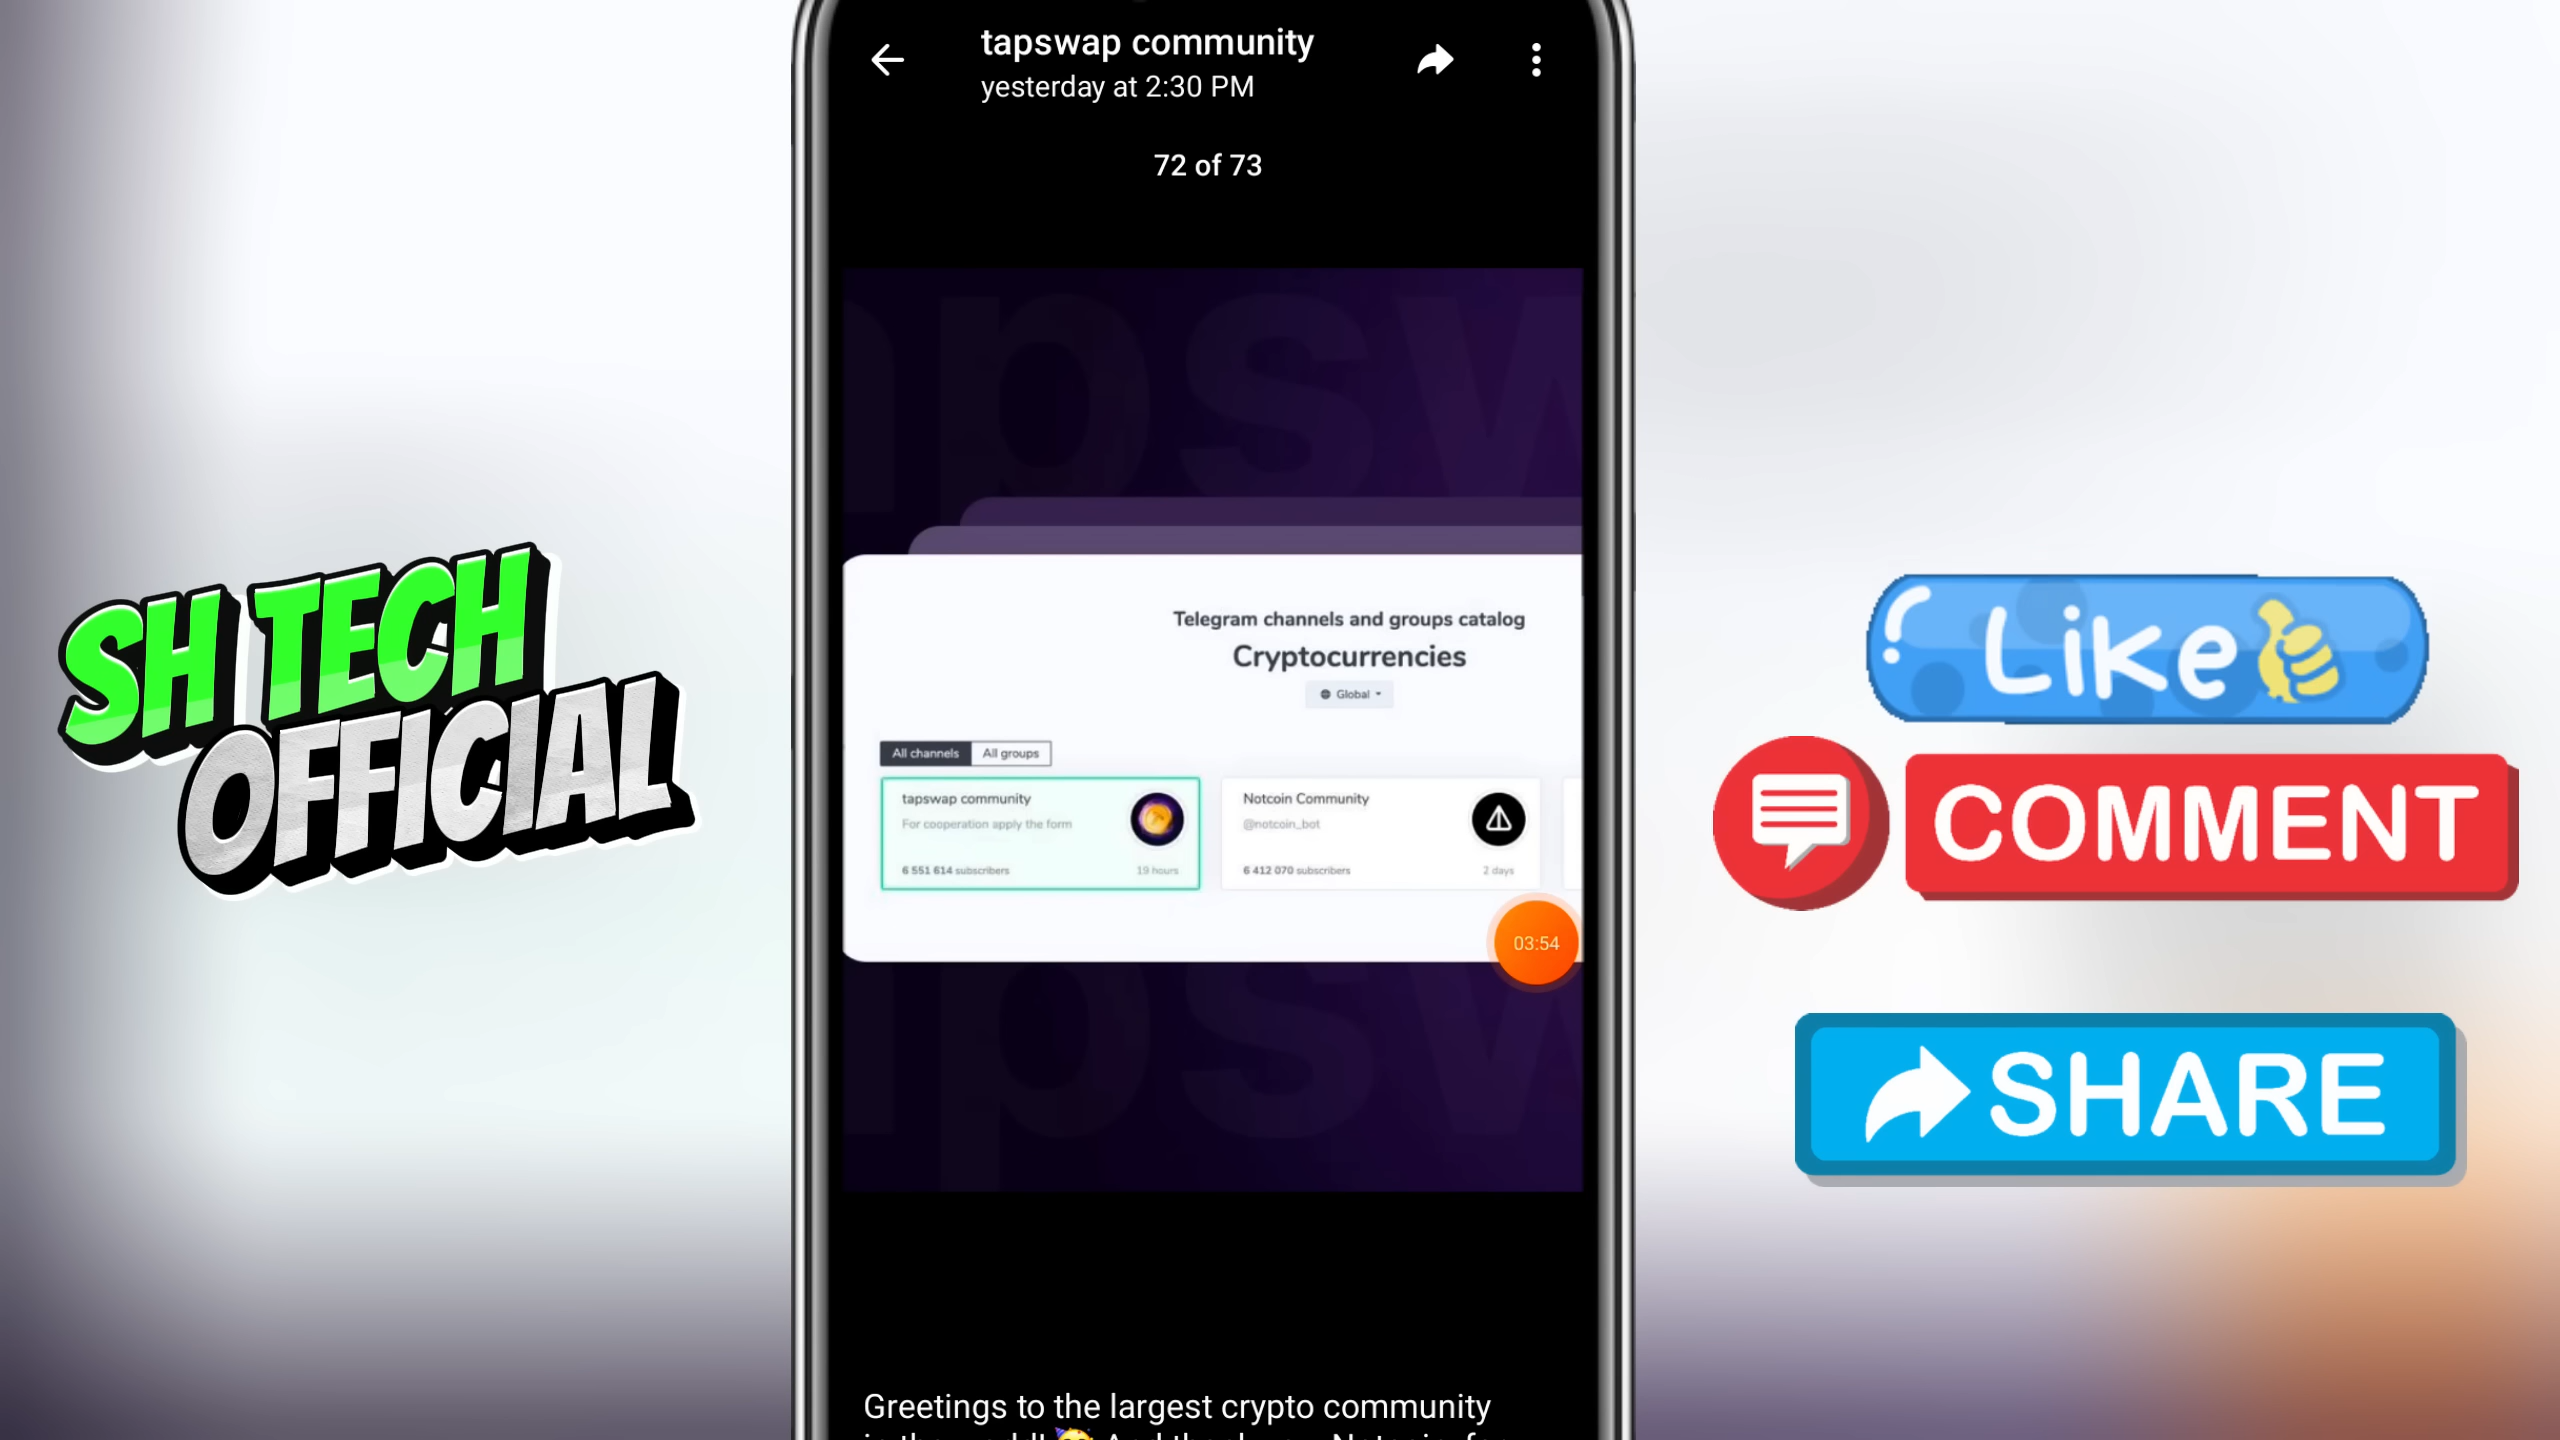 tapswap community
yesterday at 2:30 PM
72 of 73
apsw
Telegram channels and groups catalog
Cryptocurrencies
Global
All channels All groups
tapswap community
For cooperation apply the form
6 551 614 subscribers 19 hours
Notcoin Community
@notcoin_bot
6 412 070 subscribers 2 days
03:54
apsw
Greetings to the largest crypto community
SH TECH
OFFICIAL
Like
COMMENT
SHARE